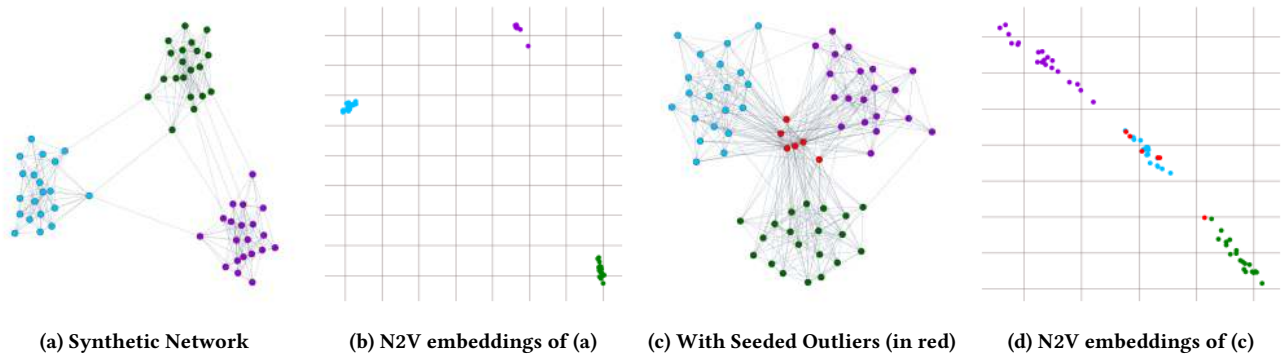 (a) Synthetic Network
(b) N2V embeddings of (a)
(c) With Seeded Outliers (in red)
(d) N2V embeddings of (c)